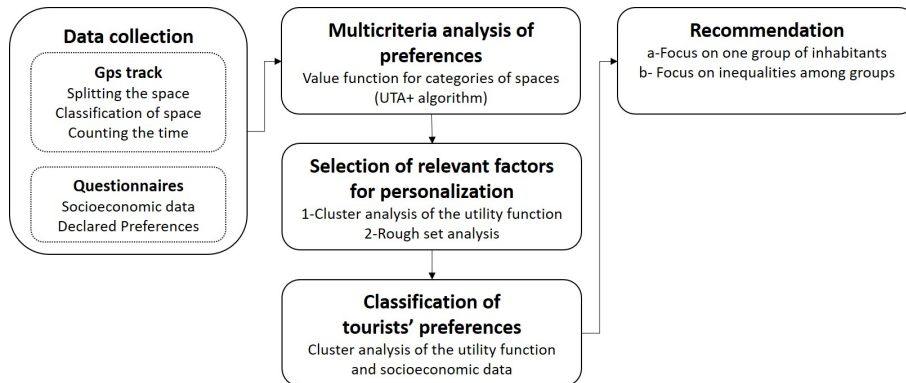 Data collection
Gps track
Splitting the space
Classification of space
Counting the time
Questionnaires
Socioeconomic data
Declared Preferences
Multicriteria analysis of
preferences
Value function for categories of spaces
(UTA+ algorithm)
Selection of relevant factors
for personalization
1-Cluster analysis of the utility function
2-Rough set analysis
Classification of
tourists’ preferences
Cluster analysis of the utility function
and socioeconomic data
Recommendation
a-Focus on one group of inhabitants
b- Focus on inequalities among groups